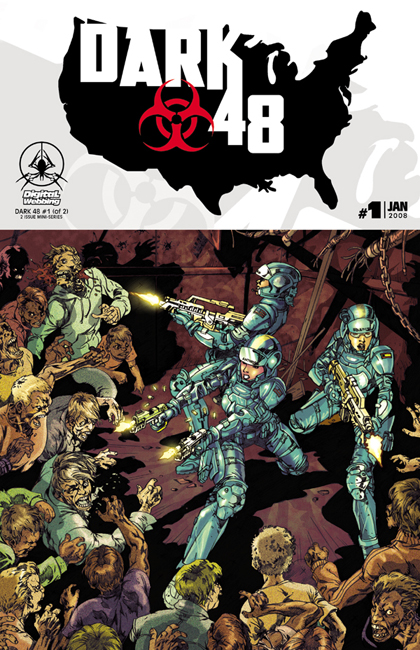 DARK
48
Digital
Webbing
DARK 48 #1 (of 2)
2 ISSUE MINI-SERIES
#1
JAN
2008